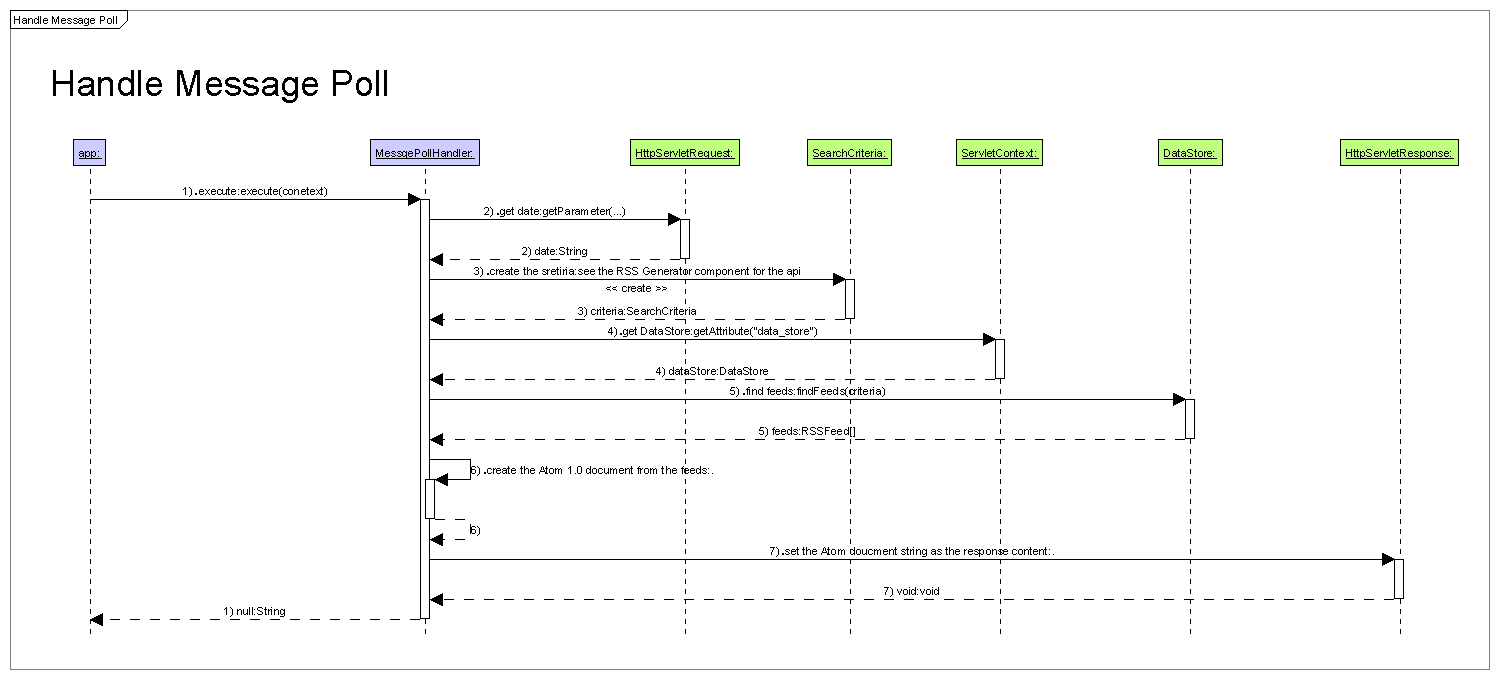 Handle Message Poll
Handle Message Poll
app:
MessgePollHandler:
HttpServletRequest:
SearchCriteria:
ServletContext:
DataStore:
HttpServletResponse:
1) .execute:execute(conetext)
2) .get date:getParameter(...)
2) date:String
3) .create the sretiria:see the RSS Generator component for the api
<< create >>
3) criteria:SearchCriteria
4) .get DataStore:getAttribute("data_store")
4) dataStore:DataStore
5) .find feeds:findFeeds(criteria)
5) feeds:RSSFeed[]
6) .create the Atom 1.0 document from the feeds:.
6)
7) .set the Atom doucment string as the response content:.
7) void:void
1) null:String